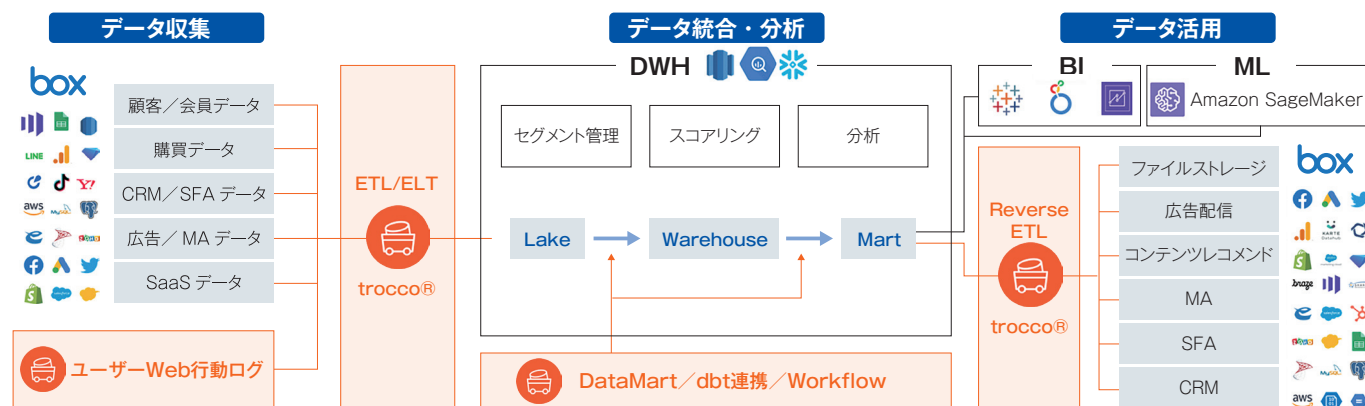 データ収集
データ統合・分析
データ活用
box
顧客／会員データ
購買データ
CRM／SFA データ
広告／ MA データ
SaaS データ
LINE
aws
MySQL
ユーザーWeb行動ログ
ETL/ELT
trocco®
DWH
セグメント管理
スコアリング
分析
Lake
Warehouse
Mart
DataMart／dbt連携／Workflow
BI
ML
Amazon SageMaker
Reverse
ETL
trocco®
ファイルストレージ
広告配信
コンテンツレコメンド
MA
SFA
CRM
box
KARTE
braze
MySQL
aws